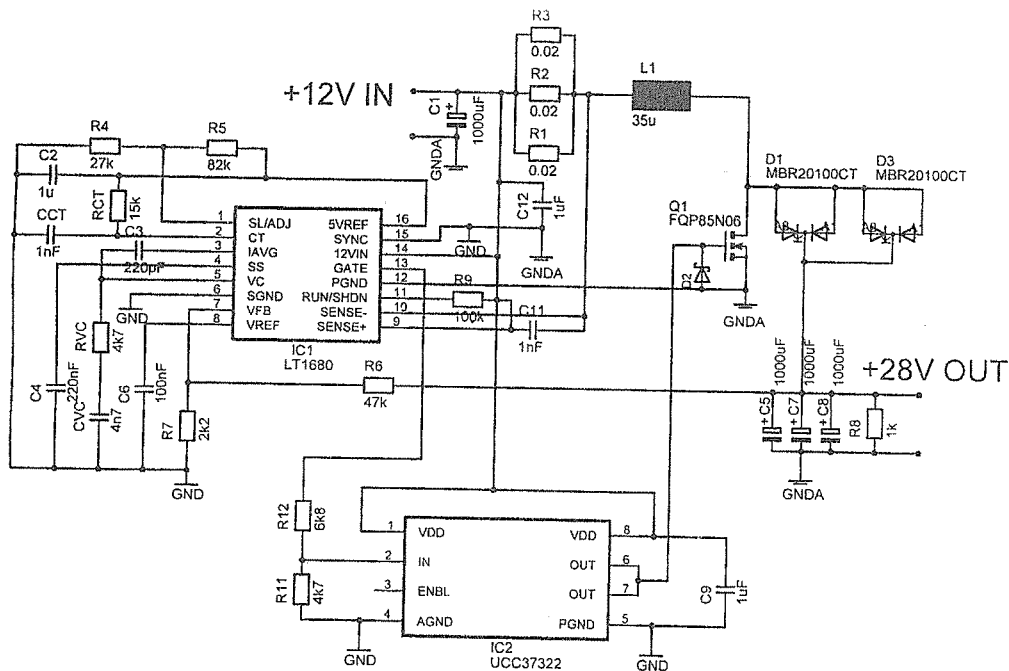 R3
0.02
R2
0.02
R1
0.02
+12V IN
C1
+
1000uF
GNDA
L1
35u
R4
27k
R5
82k
C2
1u
RCT
15k
CCT
1nF
C3
220pF
D1
MBR20100CT
D3
MBR20100CT
Q1
FQP85N06
D2
GNDA
C12
1uF
GND
GNDA
1 SL/ADJ 5VREF 16
2 CT SYNC 15
3 IAVG 12VIN 14
4 SS GATE 13
5 VC PGND 12
6 SGND RUN/SHDN 11
7 VFB SENSE- 10
8 VREF SENSE+ 9
IC1
LT1680
GND
R9
100k
C11
1nF
RVC
4k7
C4
220nF
CVC
4n7
C6
100nF
R7
2k2
R6
47k
GND
+28V OUT
1000uF
1000uF
1000uF
+C5
+C7
+C8
R8
1k
GNDA
R12
6k8
R11
4k7
1 VDD VDD 8
2 IN OUT 6
3 ENBL OUT 7
4 AGND PGND 5
IC2
UCC37322
GND
GND
C9
1uF